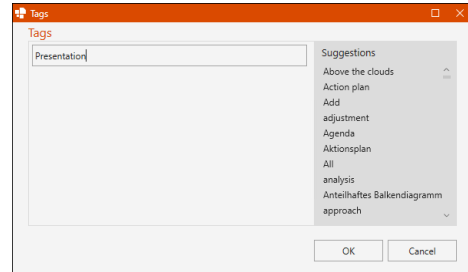 Tags
Tags
Presentation
Suggestions
Above the clouds
Action plan
Add
adjustment
Agenda
Aktionsplan
All
analysis
Anteilhaftes Balkendiagramm
approach
OK
Cancel